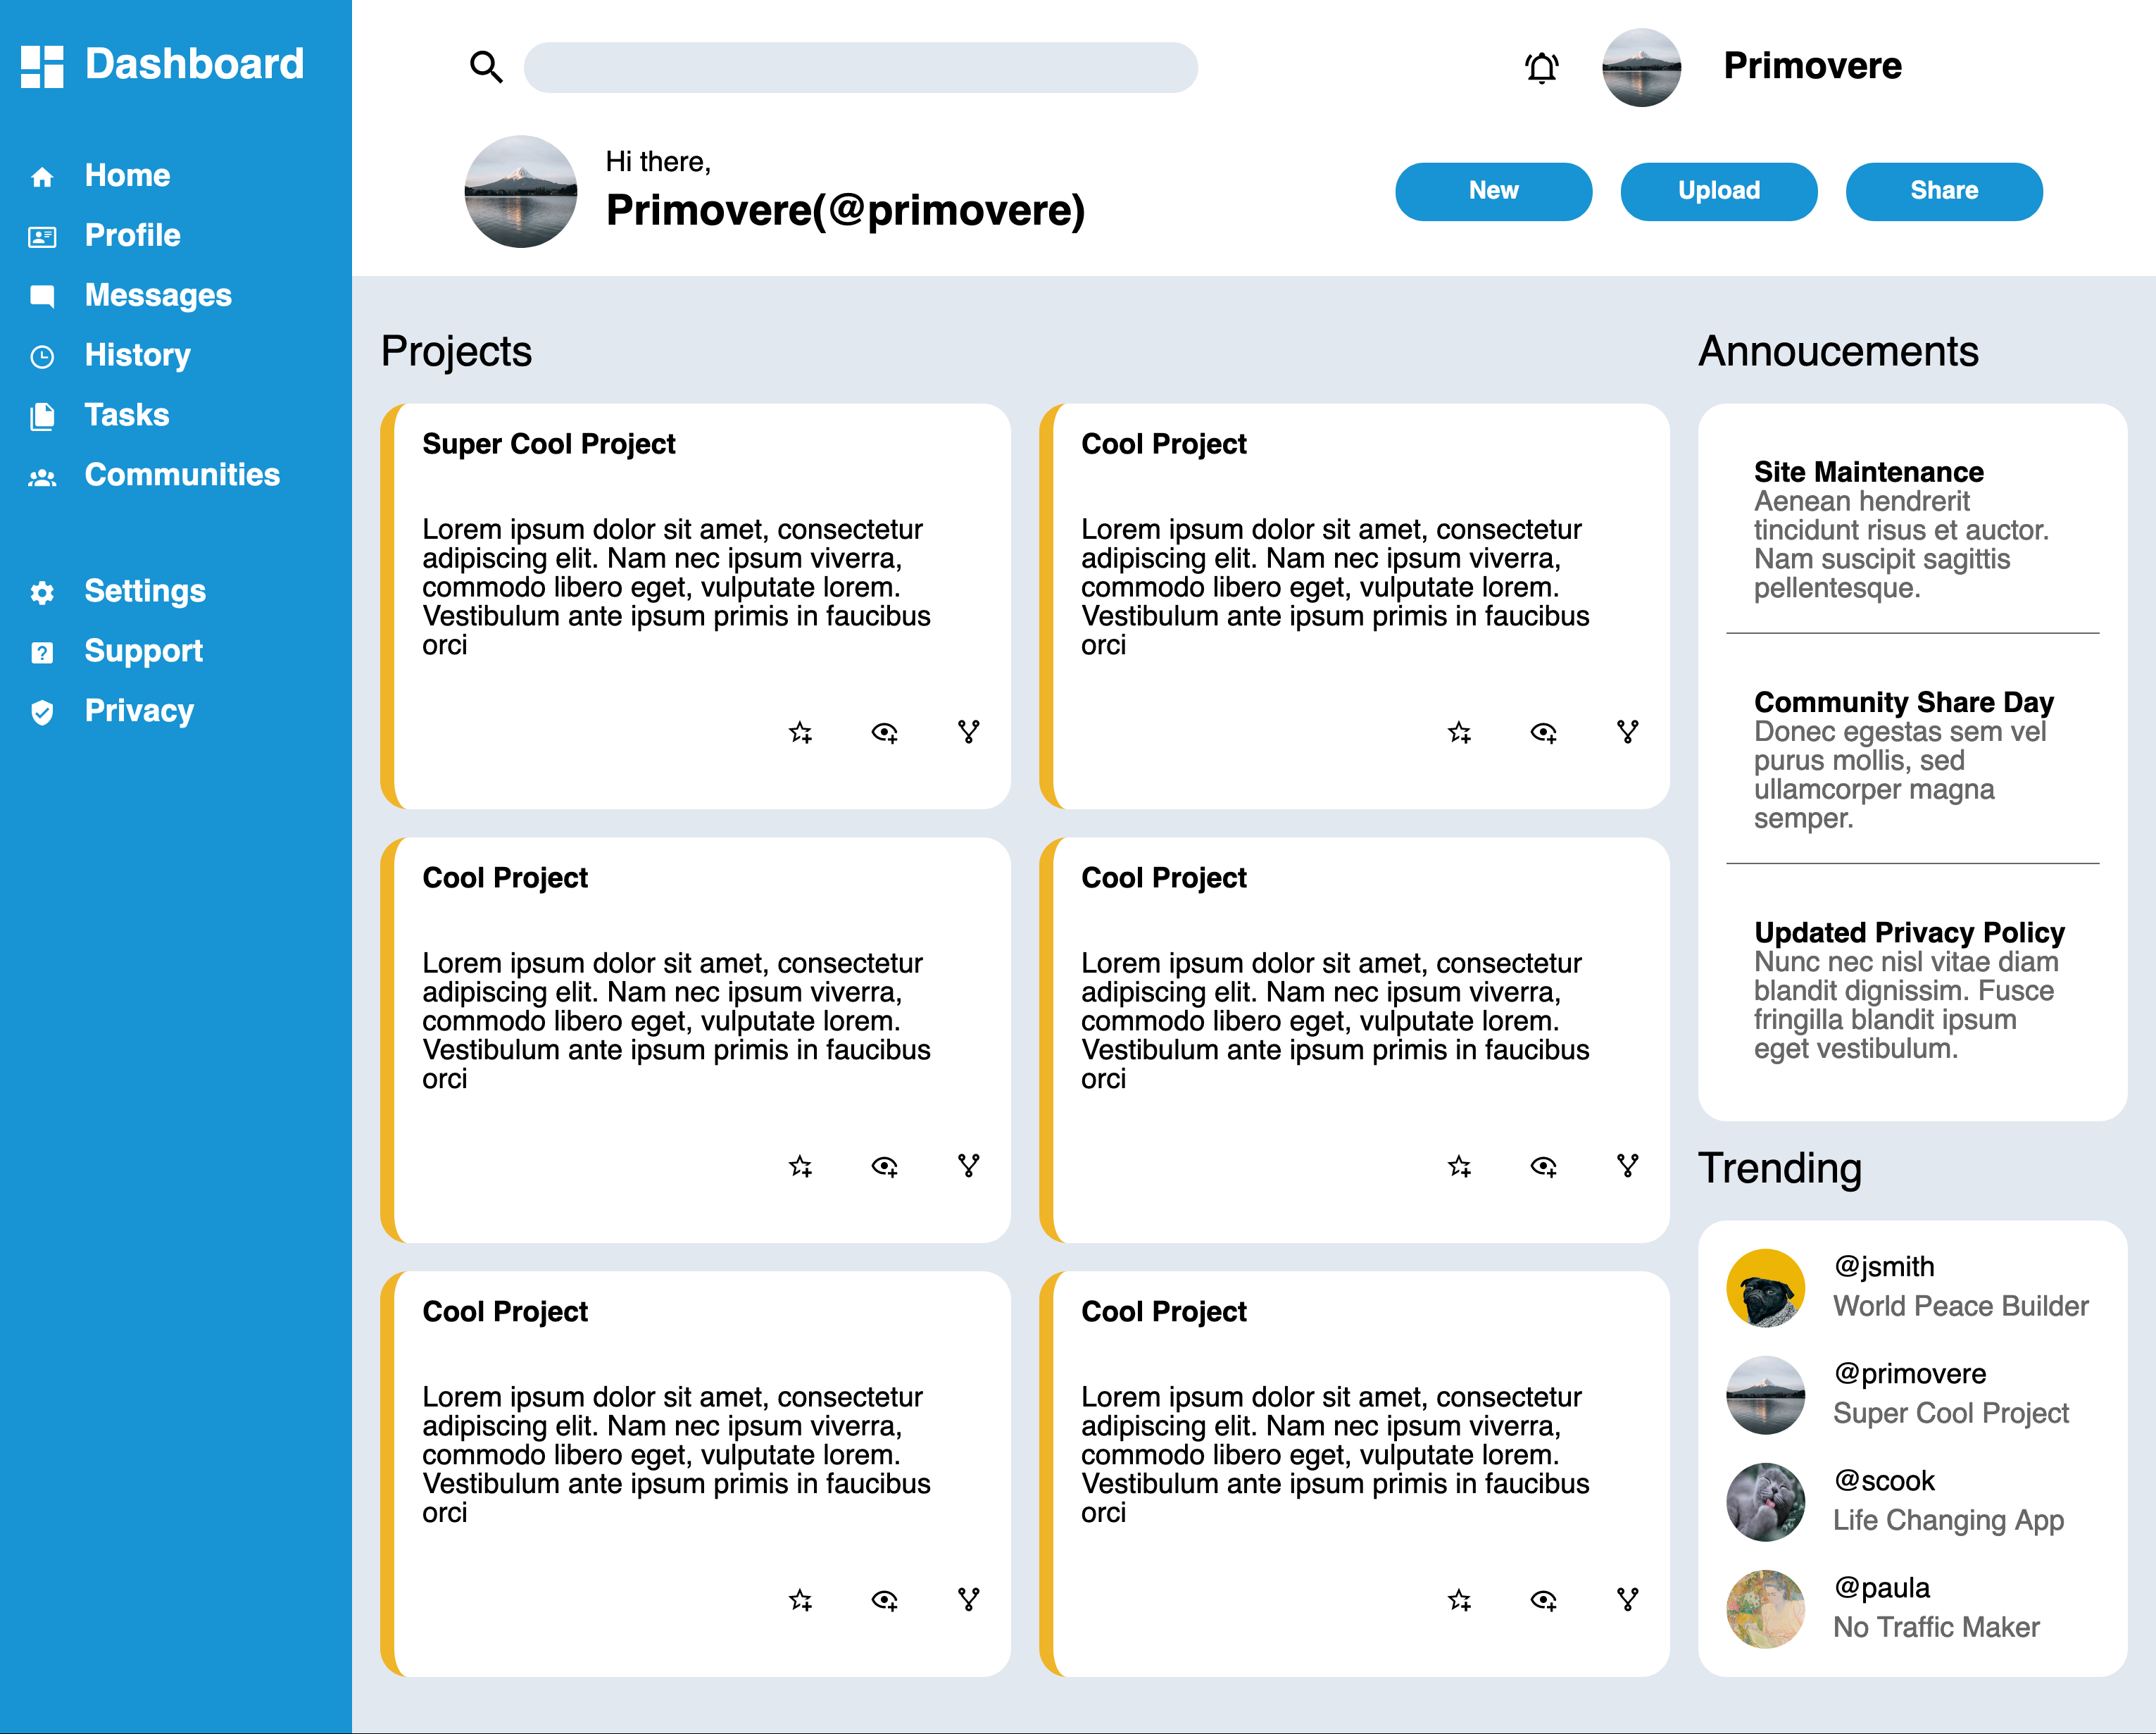 Dashboard
Home
Profile
Messages
History
Tasks
Communities
Settings
Support
Privacy
Primovere
Hi there,
Primovere(@primovere)
New
Upload
Share
Projects
Super Cool Project
Lorem ipsum dolor sit amet, consectetur
adipiscing elit. Nam nec ipsum viverra,
commodo libero eget, vulputate lorem.
Vestibulum ante ipsum primis in faucibus
orci
Cool Project
Lorem ipsum dolor sit amet, consectetur
adipiscing elit. Nam nec ipsum viverra,
commodo libero eget, vulputate lorem.
Vestibulum ante ipsum primis in faucibus
orci
Cool Project
Lorem ipsum dolor sit amet, consectetur
adipiscing elit. Nam nec ipsum viverra,
commodo libero eget, vulputate lorem.
Vestibulum ante ipsum primis in faucibus
orci
Cool Project
Lorem ipsum dolor sit amet, consectetur
adipiscing elit. Nam nec ipsum viverra,
commodo libero eget, vulputate lorem.
Vestibulum ante ipsum primis in faucibus
orci
Cool Project
Lorem ipsum dolor sit amet, consectetur
adipiscing elit. Nam nec ipsum viverra,
commodo libero eget, vulputate lorem.
Vestibulum ante ipsum primis in faucibus
orci
Cool Project
Lorem ipsum dolor sit amet, consectetur
adipiscing elit. Nam nec ipsum viverra,
commodo libero eget, vulputate lorem.
Vestibulum ante ipsum primis in faucibus
orci
Annoucements
Site Maintenance
Aenean hendrerit
tincidunt risus et auctor.
Nam suscipit sagittis
pellentesque.
Community Share Day
Donec egestas sem vel
purus mollis, sed
ullamcorper magna
semper.
Updated Privacy Policy
Nunc nec nisl vitae diam
blandit dignissim. Fusce
fringilla blandit ipsum
eget vestibulum.
Trending
@jsmith
World Peace Builder
@primovere
Super Cool Project
@scook
Life Changing App
@paula
No Traffic Maker